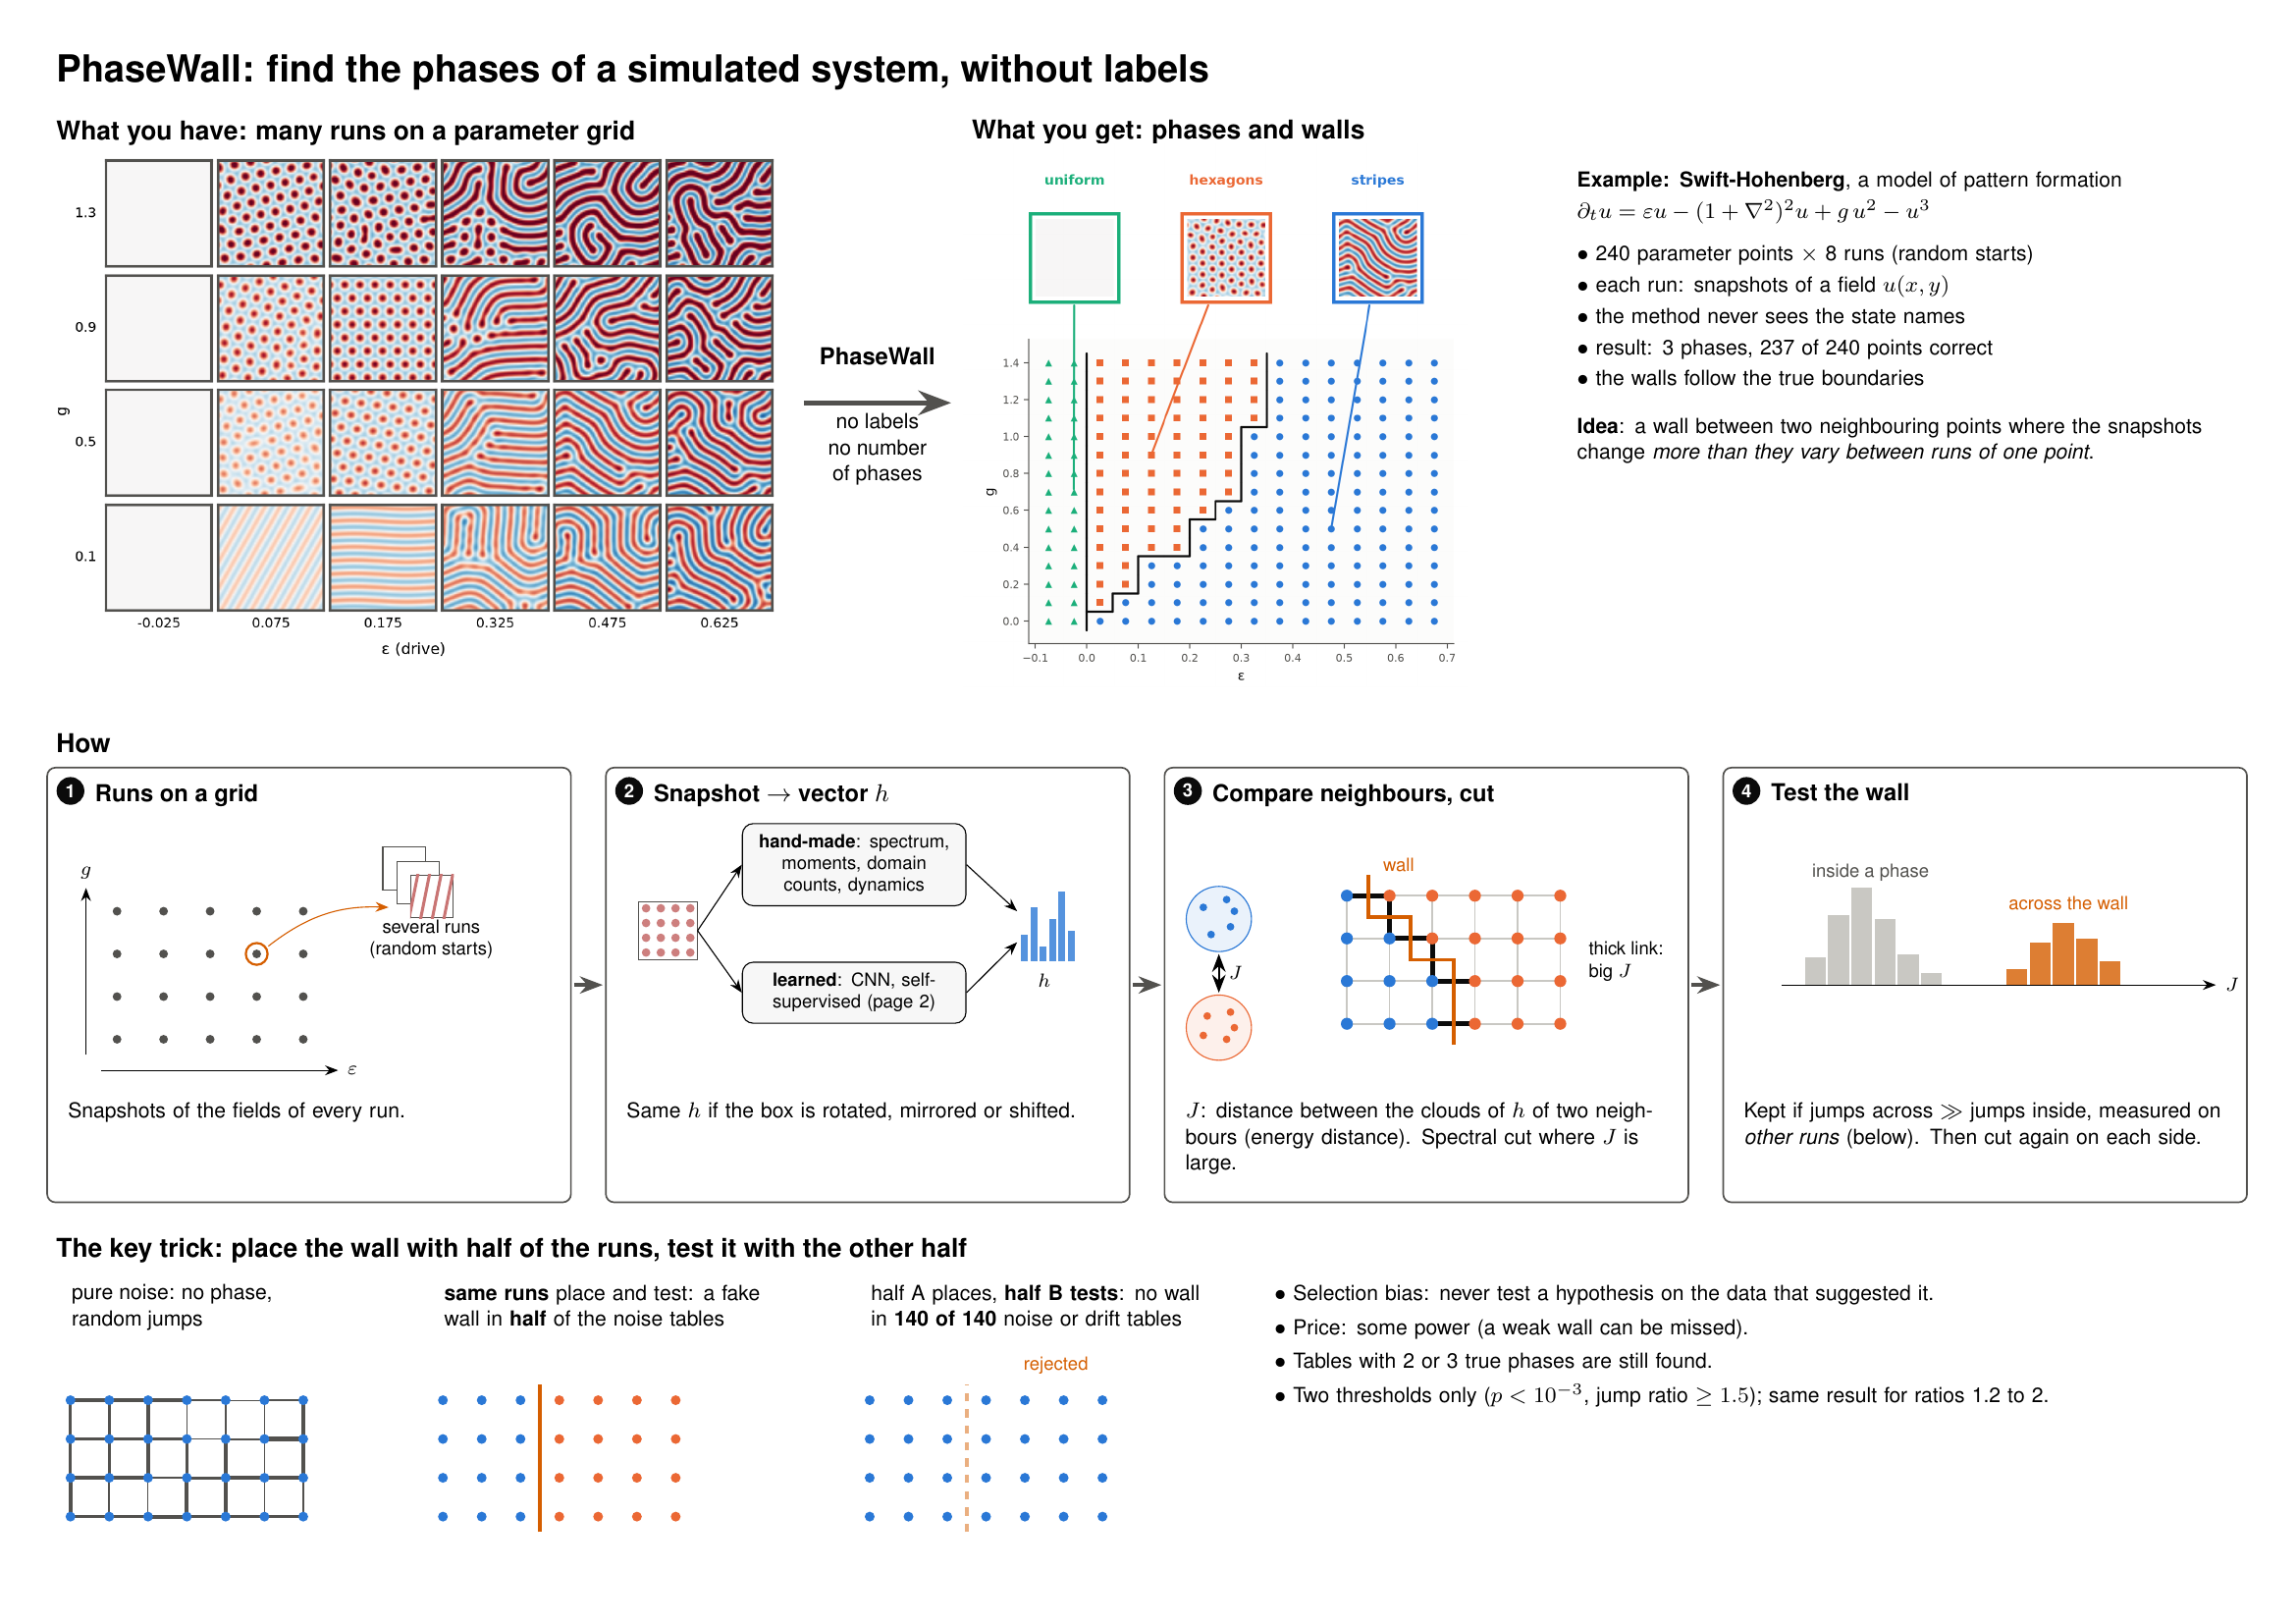 PhaseWall: find the phases of a simulated system, without labels
What you have: many runs on a parameter grid
1.3
0.9
0.5
0.1
g
-0.025
0.075
0.175
0.325
0.475
0.625
ε (drive)
PhaseWall
no labels
no number
of phases
What you get: phases and walls
uniform
hexagons
stripes
1.4
1.2
1.0
0.8
0.6
0.4
0.2
0.0
g
−0.1
0.0
0.1
0.2
0.3
0.4
0.5
0.6
0.7
ε
Example: Swift-Hohenberg, a model of pattern formation
∂ₜu = εu − (1 + ∇²)²u + g u² − u³
• 240 parameter points × 8 runs (random starts)
• each run: snapshots of a field u(x, y)
• the method never sees the state names
• result: 3 phases, 237 of 240 points correct
• the walls follow the true boundaries
Idea: a wall between two neighbouring points where the snapshots
change more than they vary between runs of one point.
How
1 Runs on a grid
g
several runs
(random starts)
ε
Snapshots of the fields of every run.
2 Snapshot → vector h
hand-made: spectrum,
moments, domain
counts, dynamics
learned: CNN, self-
supervised (page 2)
h
Same h if the box is rotated, mirrored or shifted.
3 Compare neighbours, cut
wall
J
thick link:
big J
J: distance between the clouds of h of two neigh-
bours (energy distance). Spectral cut where J is
large.
4 Test the wall
inside a phase
across the wall
J
Kept if jumps across ≫ jumps inside, measured on
other runs (below). Then cut again on each side.
The key trick: place the wall with half of the runs, test it with the other half
pure noise: no phase,
random jumps
same runs place and test: a fake
wall in half of the noise tables
half A places, half B tests: no wall
in 140 of 140 noise or drift tables
rejected
• Selection bias: never test a hypothesis on the data that suggested it.
• Price: some power (a weak wall can be missed).
• Tables with 2 or 3 true phases are still found.
• Two thresholds only (p < 10⁻³, jump ratio ≥ 1.5); same result for ratios 1.2 to 2.